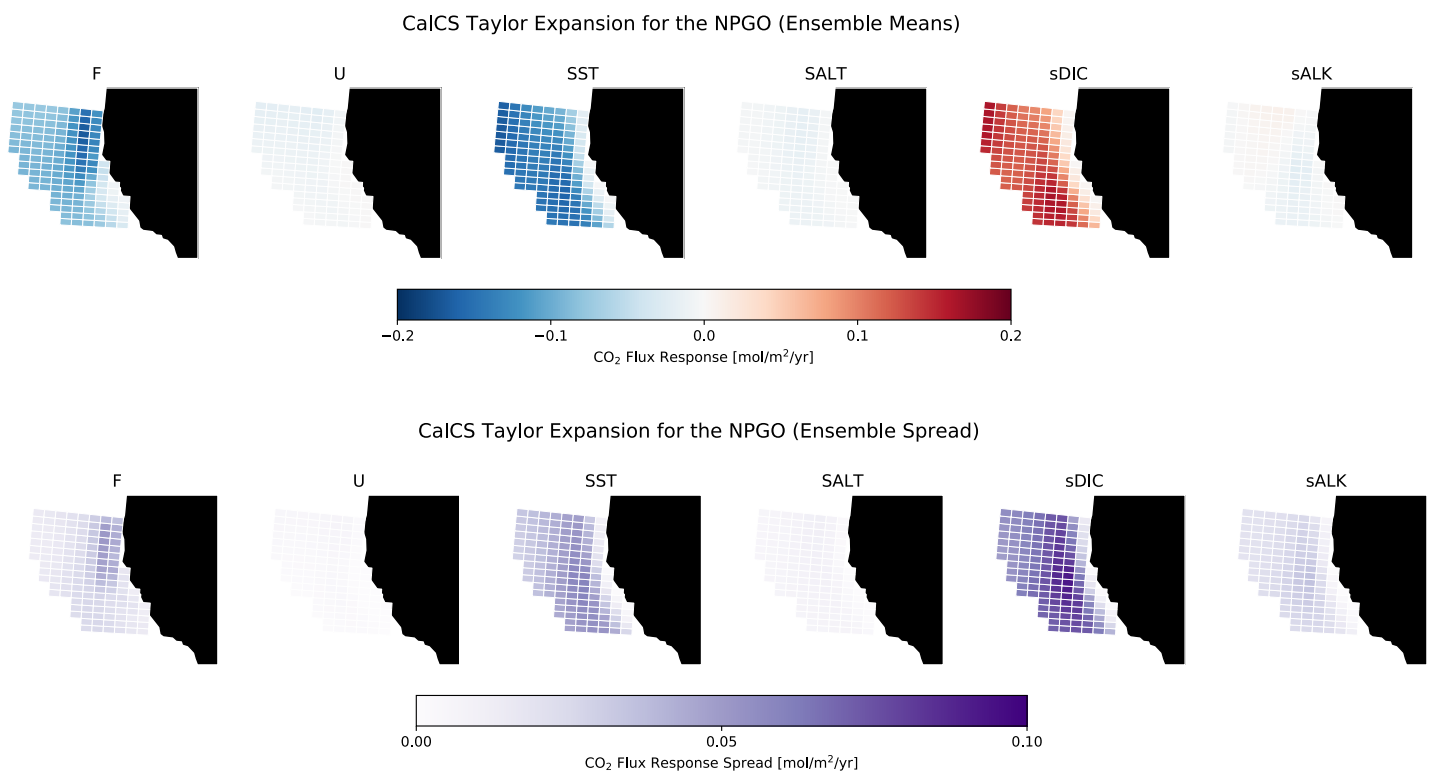 CalCS Taylor Expansion for the NPGO (Ensemble Means)
F U SST SALT sDIC sALK
−0.2 −0.1 0.0 0.1 0.2
CO₂ Flux Response [mol/m²/yr]
CalCS Taylor Expansion for the NPGO (Ensemble Spread)
F U SST SALT sDIC sALK
0.00 0.05 0.10
CO₂ Flux Response Spread [mol/m²/yr]